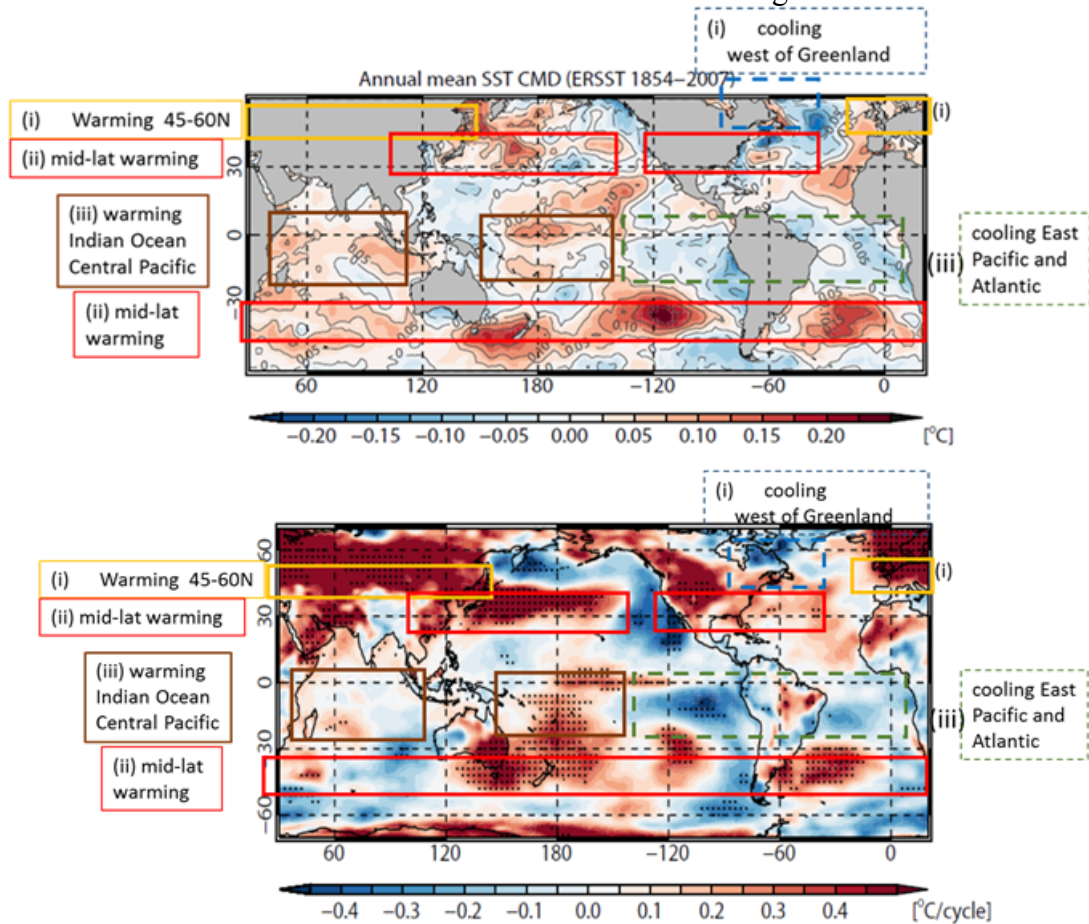 (i) cooling
west of Greenland
Annual mean SST CMD (ERSST 1854−2007)
(i) Warming 45-60N
(i)
(ii) mid-lat warming
30
(iii) warming
Indian Ocean
Central Pacific
0
cooling East
(iii) Pacific and
Atlantic
−30
(ii) mid-lat
warming
60 120 180 −120 −60 0
−0.20 −0.15 −0.10 −0.05 0.00 0.05 0.10 0.15 0.20 [°C]
(i) cooling
west of Greenland
60
(i) Warming 45-60N
(i)
(ii) mid-lat warming
30
(iii) warming
Indian Ocean
Central Pacific
0
cooling East
(iii) Pacific and
Atlantic
30
(ii) mid-lat
warming
−60
60 120 180 −120 −60 0
−0.4 −0.3 −0.2 −0.1 0.0 0.1 0.2 0.3 0.4 [°C/cycle]